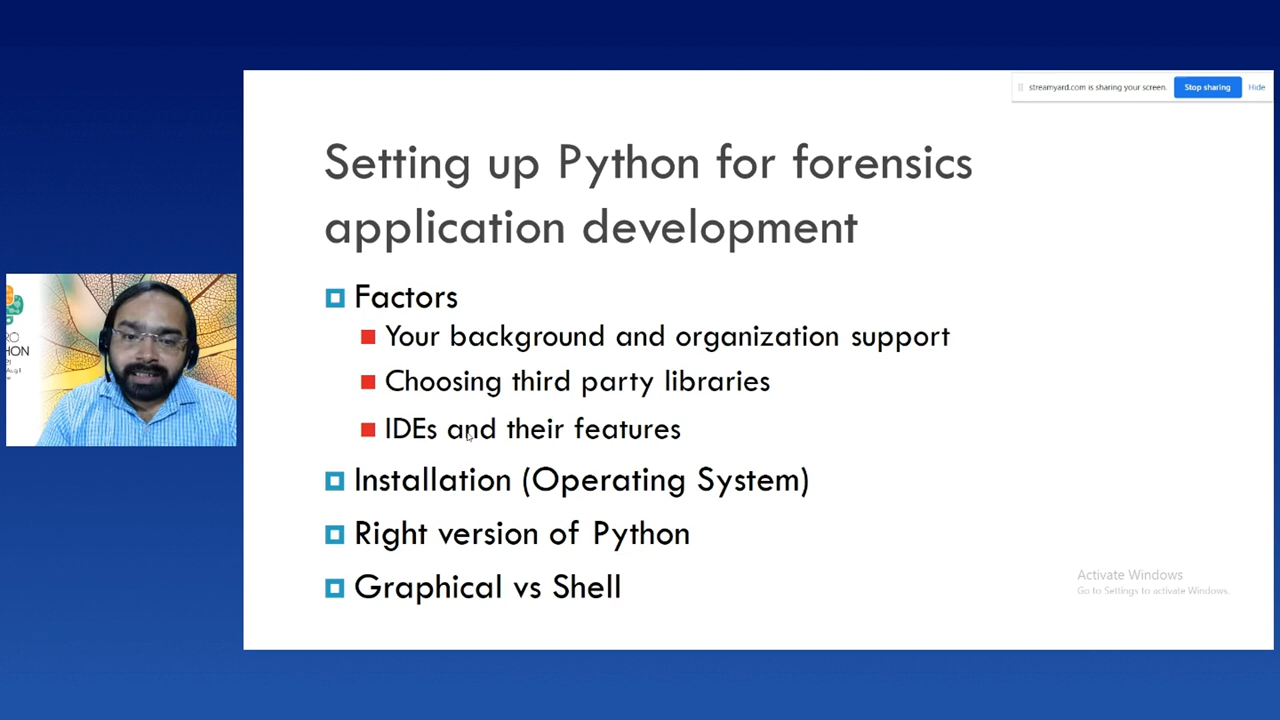 streamyard.com is sharing your screen.
Stop sharing
Hide
Setting up Python for forensics
application development
Factors
Your background and organization support
Choosing third party libraries
IDEs and their features
Installation (Operating System)
Right version of Python
Graphical vs Shell
Activate Windows
Go to Settings to activate Windows.